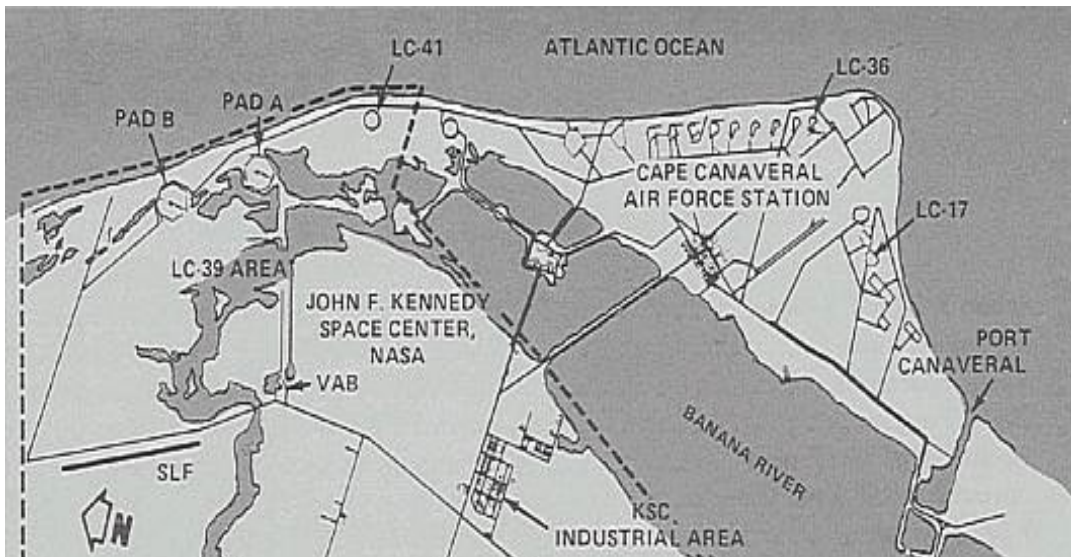 ATLANTIC OCEAN
LC-41
LC-36
PAD A
PAD B
CAPE CANAVERAL
AIR FORCE STATION
LC-17
LC-39 AREA
JOHN F. KENNEDY
SPACE CENTER,
NASA
PORT
CANAVERAL
VAB
BANANA RIVER
SLF
N
KSC
INDUSTRIAL AREA